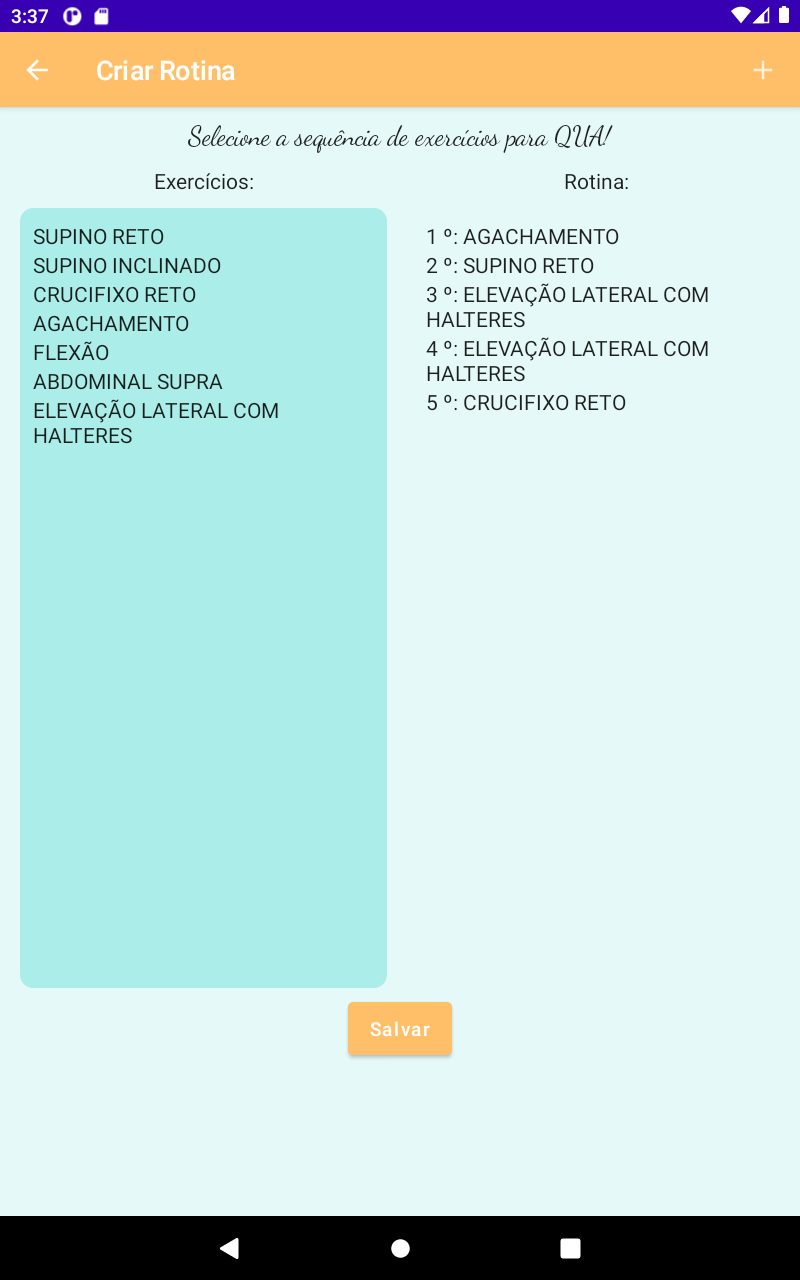 3:37
Criar Rotina
Selecione a sequência de exercícios para QUA!
Exercícios:
SUPINO RETO
SUPINO INCLINADO
CRUCIFIXO RETO
AGACHAMENTO
FLEXÃO
ABDOMINAL SUPRA
ELEVAÇÃO LATERAL COM
HALTERES
Rotina:
1 º: AGACHAMENTO
2 º: SUPINO RETO
3 º: ELEVAÇÃO LATERAL COM
HALTERES
4 º: ELEVAÇÃO LATERAL COM
HALTERES
5 º: CRUCIFIXO RETO
Salvar